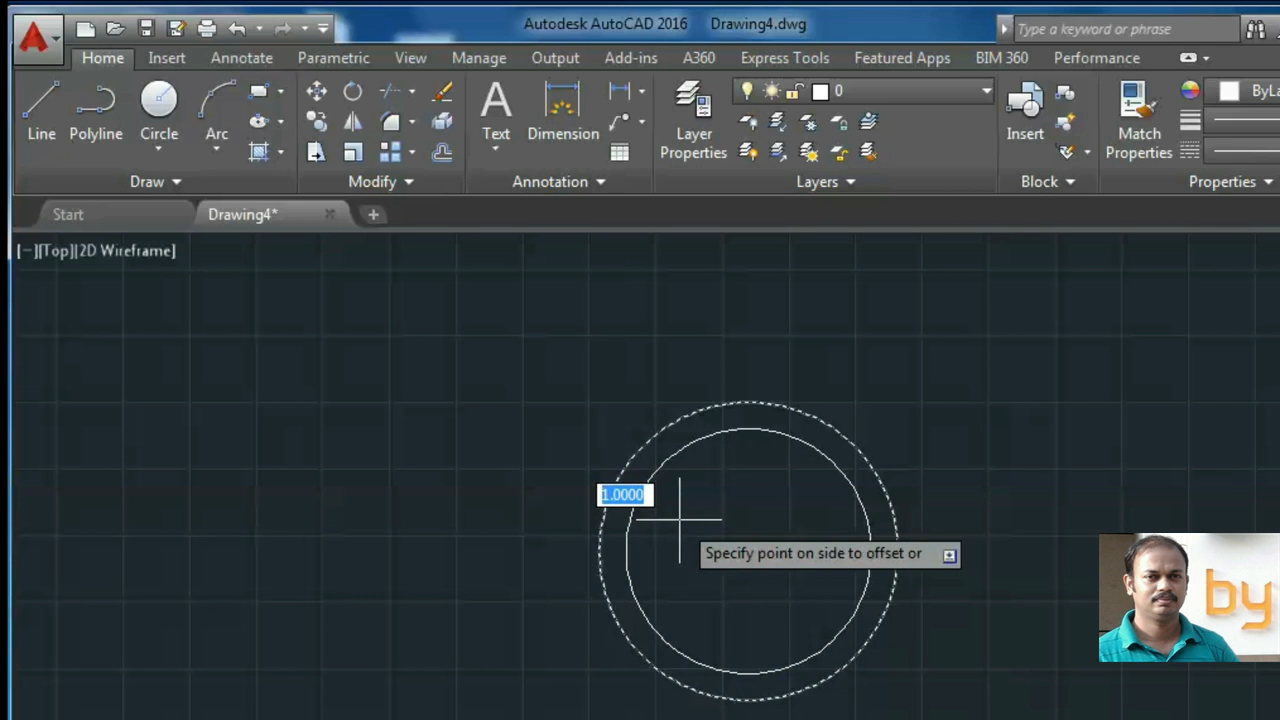 Autodesk AutoCAD 2016 Drawing4.dwg
Type a keyword or phrase
Home Insert Annotate Parametric View Manage Output Add-ins A360 Express Tools Featured Apps BIM 360 Performance
0
ByLa
Line Polyline Circle Arc
A
Text Dimension
Layer
Properties
Insert
Match
Properties
Draw Modify Annotation Layers Block Properties
Start Drawing4*
[−][Top][2D Wireframe]
1.0000
Specify point on side to offset or
by